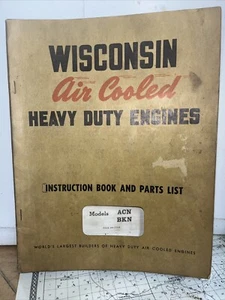 WISCONSIN
Air Cooled
HEAVY DUTY ENGINES
INSTRUCTION BOOK AND PARTS LIST
Models ACN
BKN
WORLD'S LARGEST BUILDERS OF HEAVY DUTY AIR-COOLED ENGINES